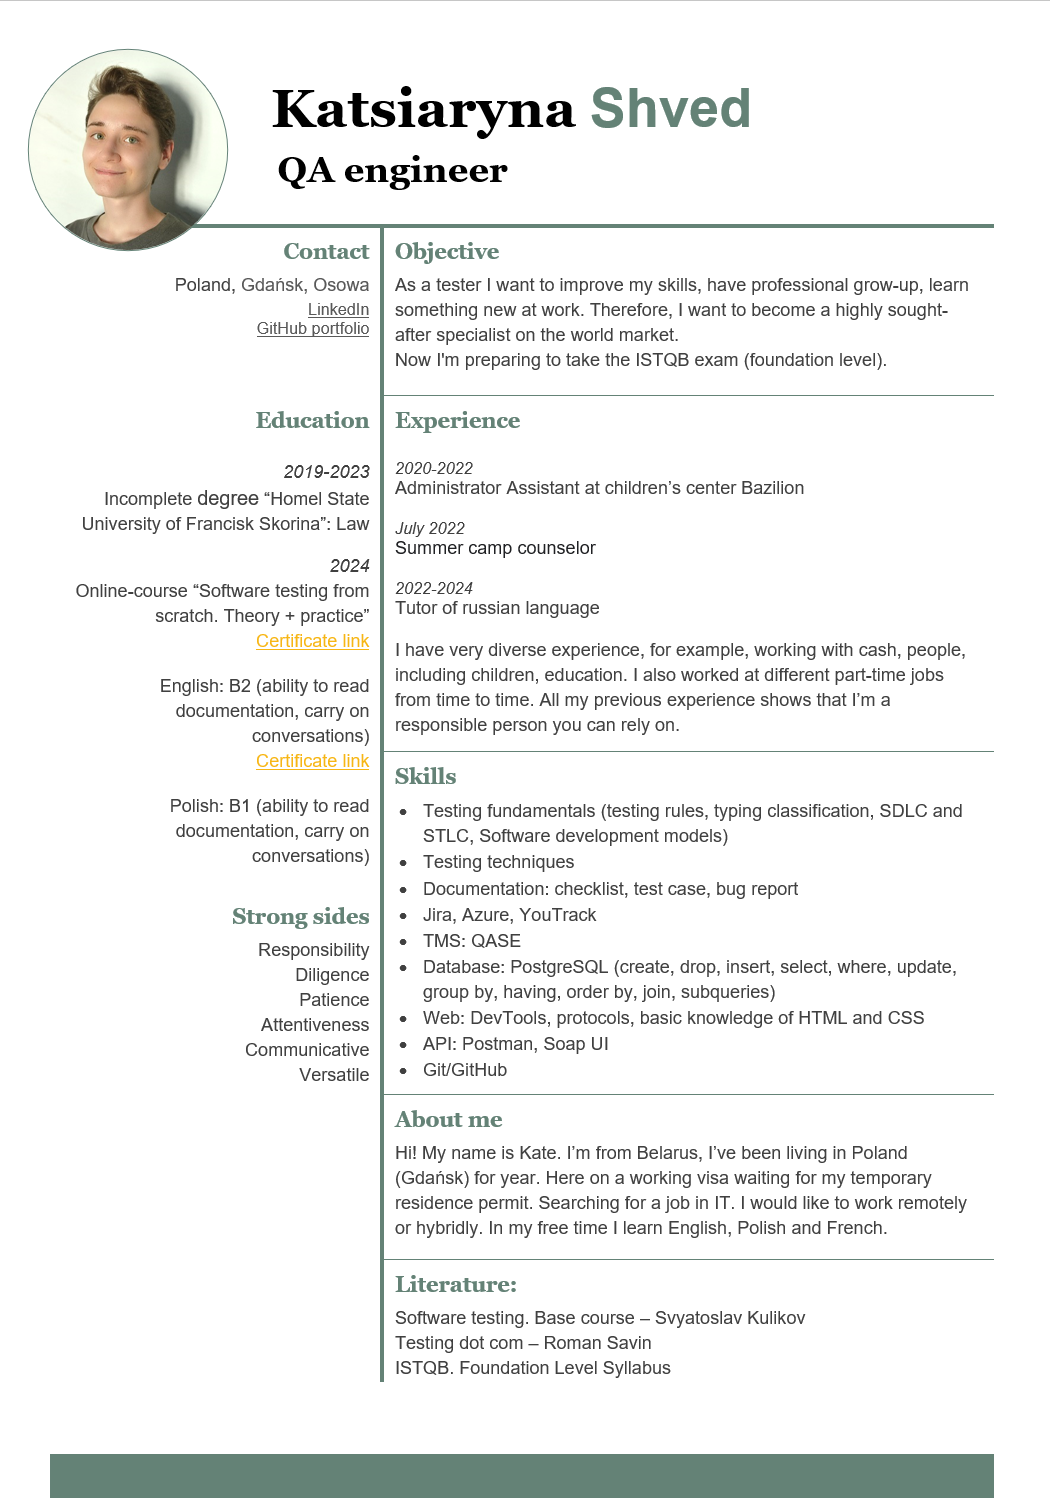 Katsiaryna Shved
QA engineer
Contact
Poland, Gdańsk, Osowa
LinkedIn
GitHub portfolio
Objective
As a tester I want to improve my skills, have professional grow-up, learn
something new at work. Therefore, I want to become a highly sought-
after specialist on the world market.
Now I'm preparing to take the ISTQB exam (foundation level).
Education
2019-2023
Incomplete degree “Homel State
University of Francisk Skorina”: Law
2024
Online-course “Software testing from
scratch. Theory + practice”
Certificate link
English: B2 (ability to read
documentation, carry on
conversations)
Certificate link
Polish: B1 (ability to read
documentation, carry on
conversations)
Strong sides
Responsibility
Diligence
Patience
Attentiveness
Communicative
Versatile
Experience
2020-2022
Administrator Assistant at children’s center Bazilion
July 2022
Summer camp counselor
2022-2024
Tutor of russian language
I have very diverse experience, for example, working with cash, people,
including children, education. I also worked at different part-time jobs
from time to time. All my previous experience shows that I’m a
responsible person you can rely on.
Skills
• Testing fundamentals (testing rules, typing classification, SDLC and
STLC, Software development models)
• Testing techniques
• Documentation: checklist, test case, bug report
• Jira, Azure, YouTrack
• TMS: QASE
• Database: PostgreSQL (create, drop, insert, select, where, update,
group by, having, order by, join, subqueries)
• Web: DevTools, protocols, basic knowledge of HTML and CSS
• API: Postman, Soap UI
• Git/GitHub
About me
Hi! My name is Kate. I’m from Belarus, I’ve been living in Poland
(Gdańsk) for year. Here on a working visa waiting for my temporary
residence permit. Searching for a job in IT. I would like to work remotely
or hybridly. In my free time I learn English, Polish and French.
Literature:
Software testing. Base course – Svyatoslav Kulikov
Testing dot com – Roman Savin
ISTQB. Foundation Level Syllabus